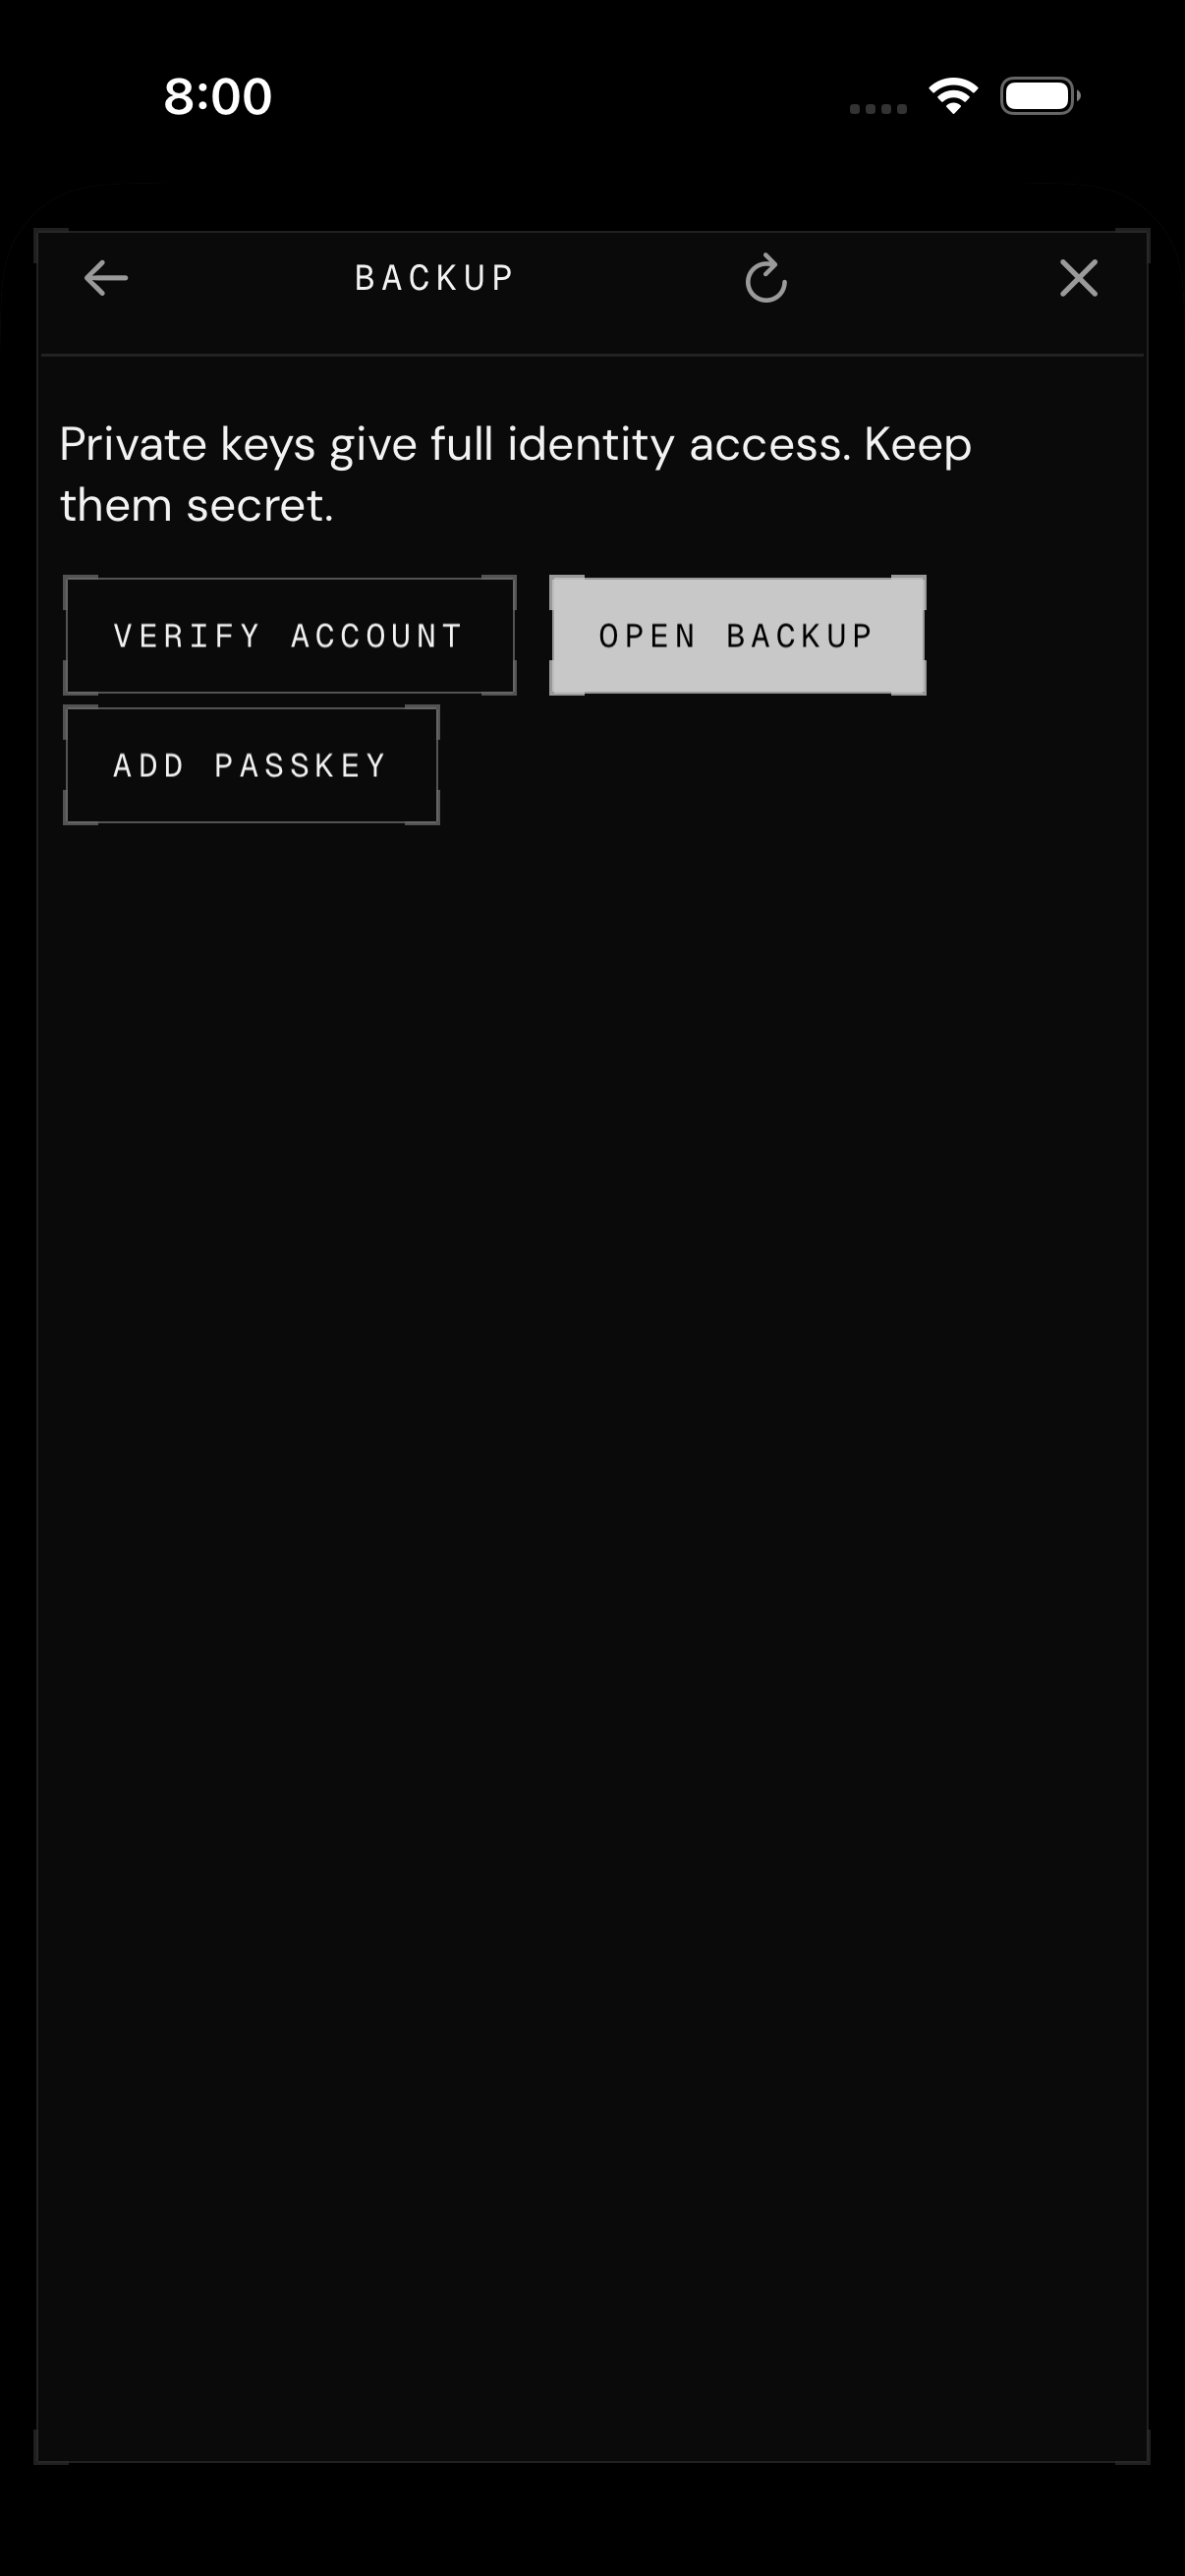 8:00
BACKUP
Private keys give full identity access. Keep
them secret.
VERIFY ACCOUNT
OPEN BACKUP
ADD PASSKEY